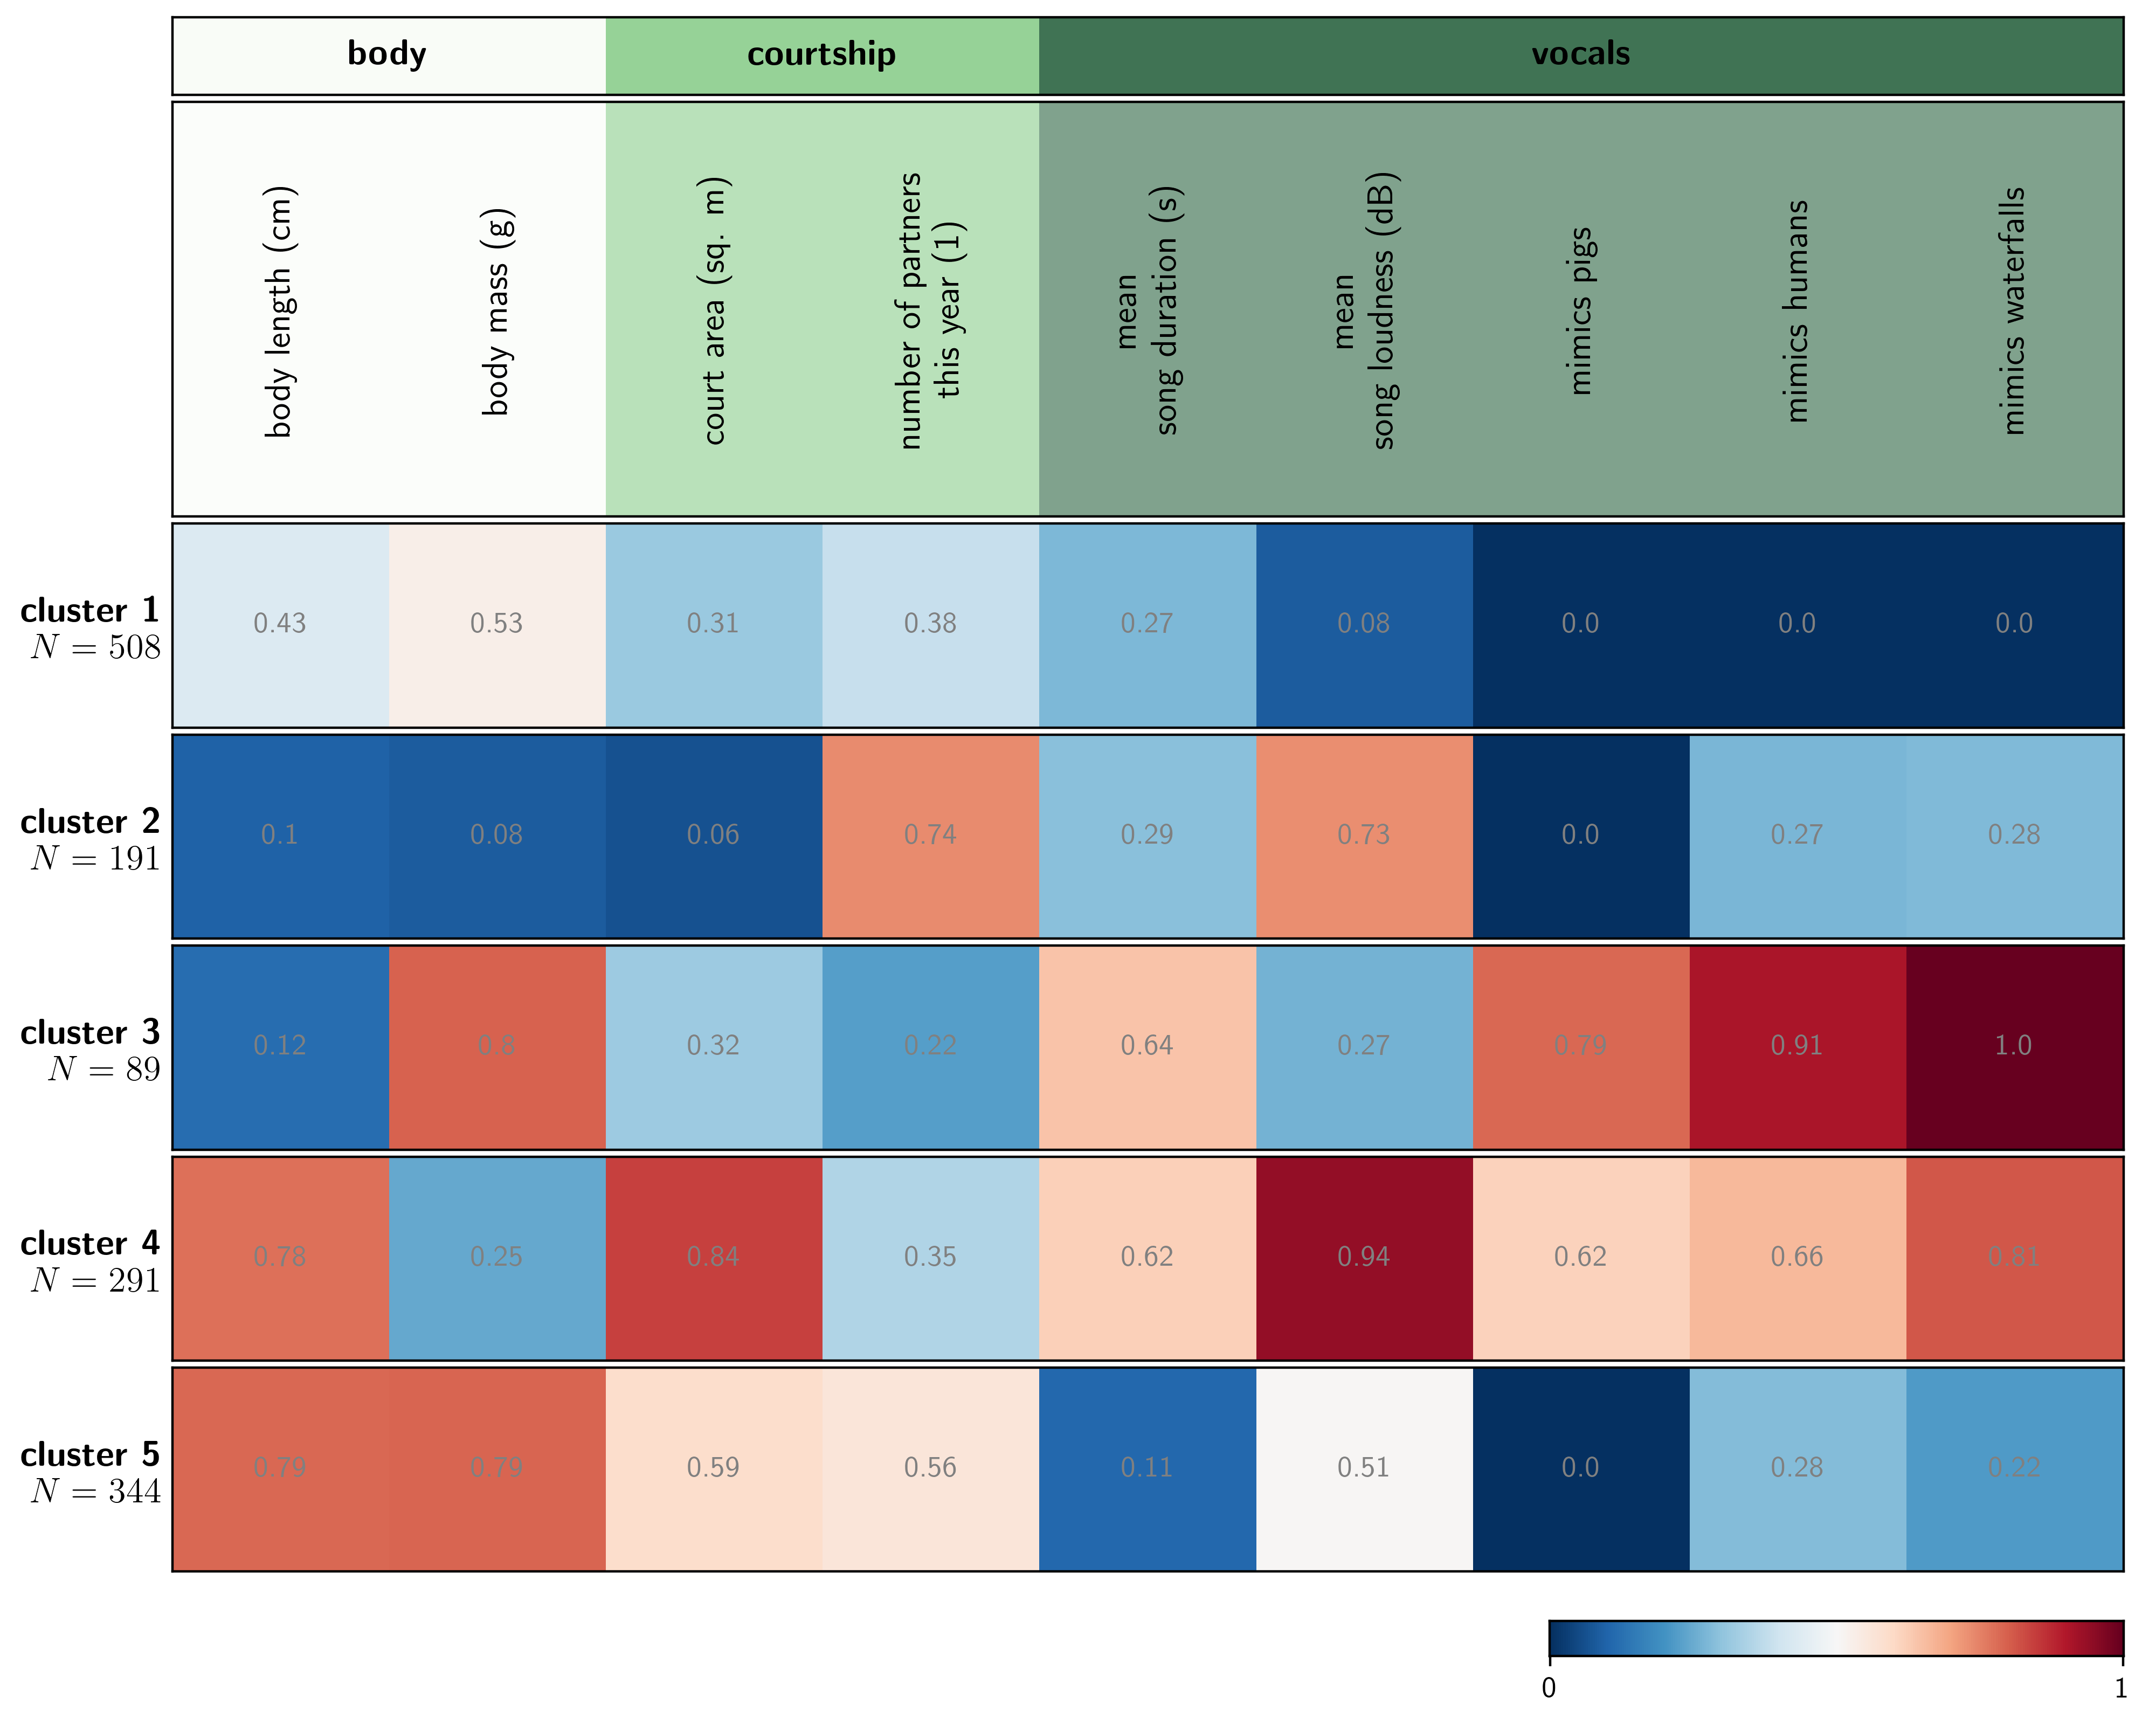 body courtship vocals
body length (cm)
body mass (g)
court area (sq. m)
number of partners
this year (1)
mean
song duration (s)
mean
song loudness (dB)
mimics pigs
mimics humans
mimics waterfalls
cluster 1
N = 508
0.43 0.53 0.31 0.38 0.27 0.08 0.0 0.0 0.0
cluster 2
N = 191
0.1 0.08 0.06 0.74 0.29 0.73 0.0 0.27 0.28
cluster 3
N = 89
0.12 0.8 0.32 0.22 0.64 0.27 0.79 0.91 1.0
cluster 4
N = 291
0.78 0.25 0.84 0.35 0.62 0.94 0.62 0.66 0.81
cluster 5
N = 344
0.79 0.79 0.59 0.56 0.11 0.51 0.0 0.28 0.22
0 1